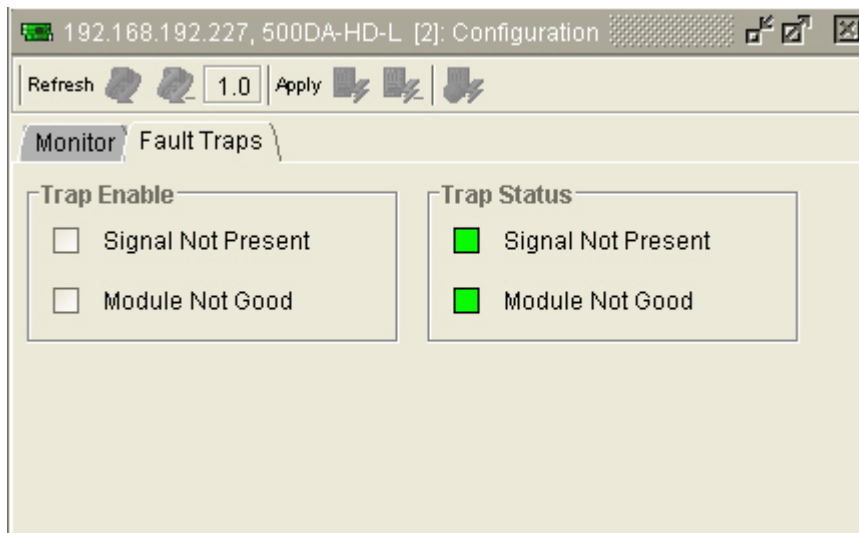 192.168.192.227, 500DA-HD-L [2]: Configuration
Refresh 1.0 Apply
Monitor Fault Traps
Trap Enable Trap Status
Signal Not Present Signal Not Present
Module Not Good Module Not Good